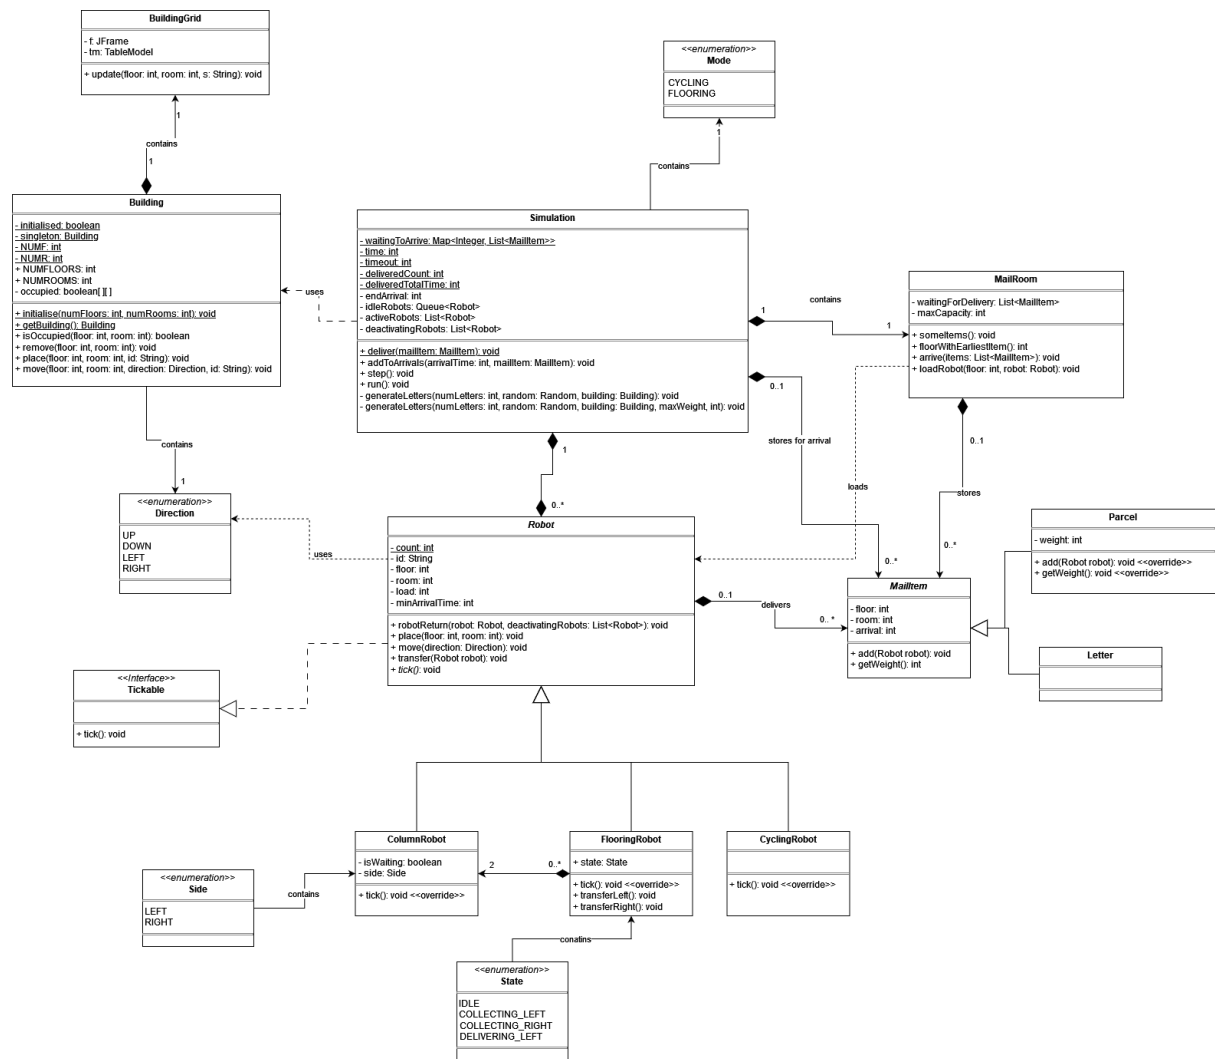 BuildingGrid
- f: JFrame
- tm: TableModel
+ update(floor: int, room: int, s: String): void
1
contains
1
<<enumeration>>
Mode
CYCLING
FLOORING
1
contains
Building
- initialised: boolean
- singleton: Building
- NUMF: int
- NUMR: int
+ NUMFLOORS: int
+ NUMROOMS: int
- occupied: boolean[ ][ ]
+ initialise(numFloors: int, numRooms: int): void
+ getBuilding(): Building
+ isOccupied(floor: int, room: int): boolean
+ remove(floor: int, room: int): void
+ place(floor: int, room: int, id: String): void
+ move(floor: int, room: int, direction: Direction, id: String): void
uses
Simulation
- waitingToArrive: Map<Integer, List<MailItem>>
- time: int
- timeout: int
- deliveredCount: int
- deliveredTotalTime: int
- endArrival: int
- idleRobots: Queue<Robot>
- activeRobots: List<Robot>
- deactivatingRobots: List<Robot>
+ deliver(mailItem: MailItem): void
+ addToArrivals(arrivalTime: int, mailItem: MailItem): void
+ step(): void
+ run(): void
- generateLetters(numLetters: int, random: Random, building: Building): void
- generateLetters(numLetters: int, random: Random, building: Building, maxWeight, int): void
contains
1
1
MailRoom
- waitingForDelivery: List<MailItem>
- maxCapacity: int
+ someItems(): void
+ floorWithEarliestItem(): int
+ arrive(items: List<MailItem>): void
+ loadRobot(floor: int, robot: Robot): void
0..1
stores for arrival
0.. *
0..1
stores
0..*
loads
contains
1
<<enumeration>>
Direction
UP
DOWN
LEFT
RIGHT
uses
1
0..*
Robot
- count: int
- id: String
- floor: int
- room: int
- load: int
- minArrivalTime: int
+ robotReturn(robot: Robot, deactivatingRobots: List<Robot>): void
+ place(floor: int, room: int): void
+ move(direction: Direction): void
+ transfer(Robot robot): void
+ tick(): void
0..1
delivers
0.. *
MailItem
- floor: int
- room: int
- arrival: int
+ add(Robot robot): void
+ getWeight(): int
Parcel
- weight: int
+ add(Robot robot): void <<override>>
+ getWeight(): void <<override>>
Letter
<<Interface>>
Tickable
+ tick(): void
ColumnRobot
- isWaiting: boolean
- side: Side
+ tick(): void <<override>>
2
0..*
FlooringRobot
+ state: State
+ tick(): void <<override>>
+ transferLeft(): void
+ transferRight(): void
CyclingRobot
+ tick(): void <<override>>
<<enumeration>>
Side
LEFT
RIGHT
contains
conatins
<<enumeration>>
State
IDLE
COLLECTING_LEFT
COLLECTING_RIGHT
DELIVERING_LEFT